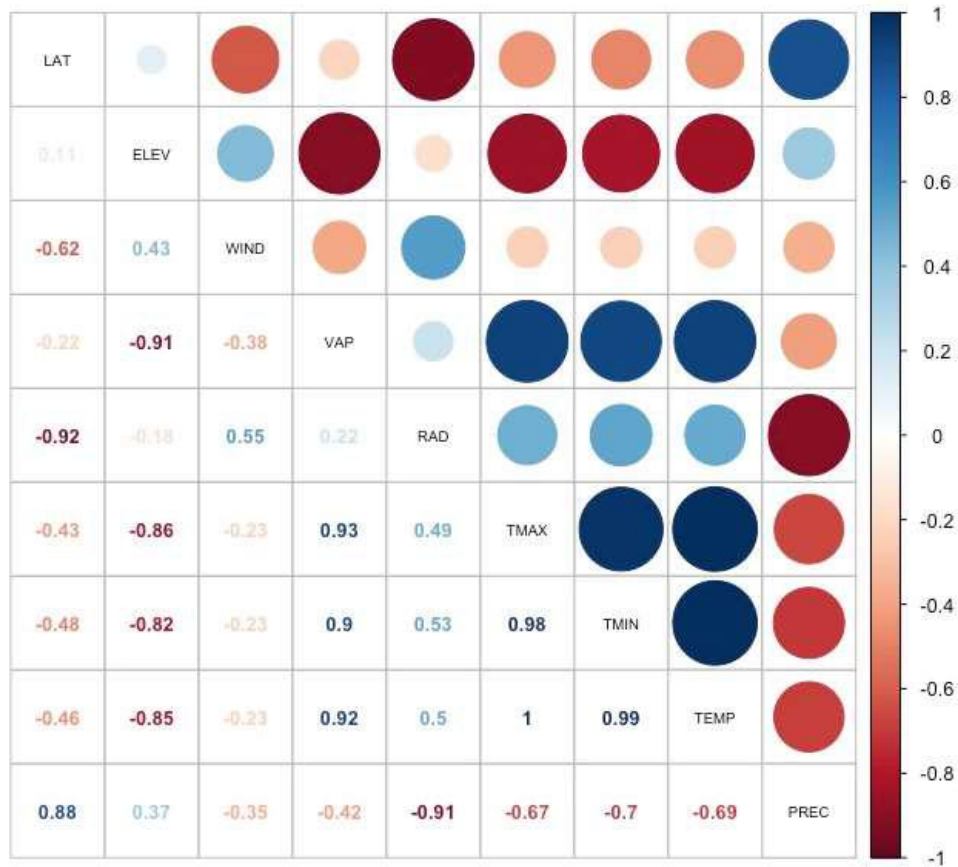 1
LAT
0.8
0.11 ELEV
0.6
-0.62 0.43 WIND
0.4
-0.22 -0.91 -0.38 VAP
0.2
-0.92 -0.18 0.55 0.22 RAD
0
-0.2
-0.43 -0.86 -0.23 0.93 0.49 TMAX
-0.4
-0.48 -0.82 -0.23 0.9 0.53 0.98 TMIN
-0.6
-0.46 -0.85 -0.23 0.92 0.5 1 0.99 TEMP
-0.8
0.88 0.37 -0.35 -0.42 -0.91 -0.67 -0.7 -0.69 PREC
-1